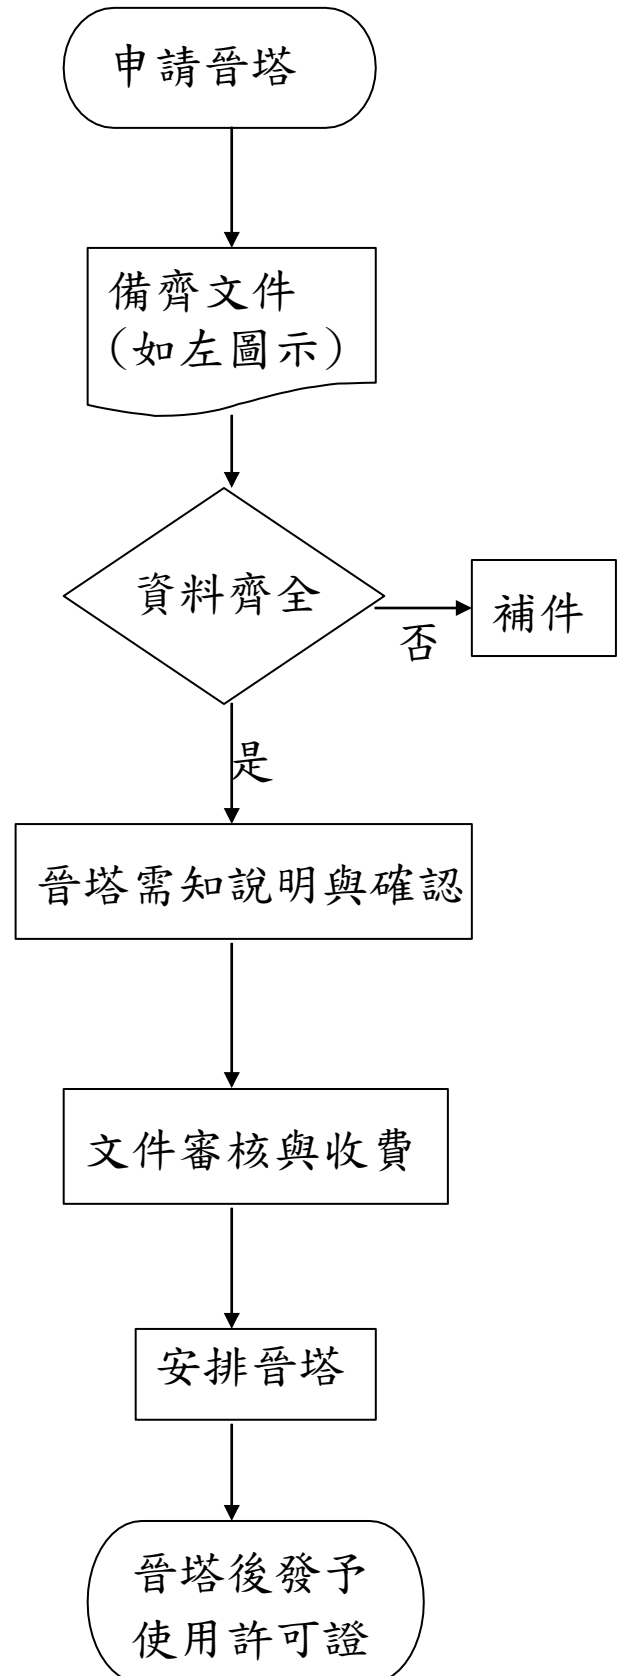 申請晉塔
備齊文件
(如左圖示)
資料齊全
否
補件
是
晉塔需知說明與確認
文件審核與收費
安排晉塔
晉塔後發予
使用許可證